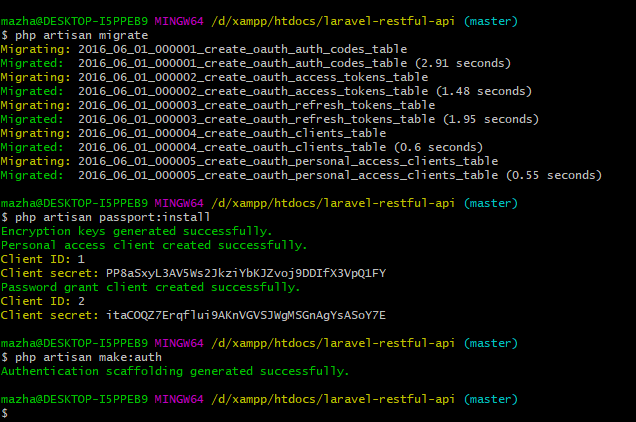 mazha@DESKTOP-I5PPEB9 MINGW64 /d/xampp/htdocs/laravel-restful-api (master)
$ php artisan migrate
Migrating: 2016_06_01_000001_create_oauth_auth_codes_table
Migrated:  2016_06_01_000001_create_oauth_auth_codes_table (2.91 seconds)
Migrating: 2016_06_01_000002_create_oauth_access_tokens_table
Migrated:  2016_06_01_000002_create_oauth_access_tokens_table (1.48 seconds)
Migrating: 2016_06_01_000003_create_oauth_refresh_tokens_table
Migrated:  2016_06_01_000003_create_oauth_refresh_tokens_table (1.95 seconds)
Migrating: 2016_06_01_000004_create_oauth_clients_table
Migrated:  2016_06_01_000004_create_oauth_clients_table (0.6 seconds)
Migrating: 2016_06_01_000005_create_oauth_personal_access_clients_table
Migrated:  2016_06_01_000005_create_oauth_personal_access_clients_table (0.55 seconds)
mazha@DESKTOP-I5PPEB9 MINGW64 /d/xampp/htdocs/laravel-restful-api (master)
$ php artisan passport:install
Encryption keys generated successfully.
Personal access client created successfully.
Client ID: 1
Client secret: PP8aSxyL3AV5Ws2JkziYbKJZvoj9DDIfX3VpQ1FY
Password grant client created successfully.
Client ID: 2
Client secret: itaCOQZ7Erqflui9AKnVGVSJWgMSGnAgYsASoY7E
mazha@DESKTOP-I5PPEB9 MINGW64 /d/xampp/htdocs/laravel-restful-api (master)
$ php artisan make:auth
Authentication scaffolding generated successfully.
mazha@DESKTOP-I5PPEB9 MINGW64 /d/xampp/htdocs/laravel-restful-api (master)
$